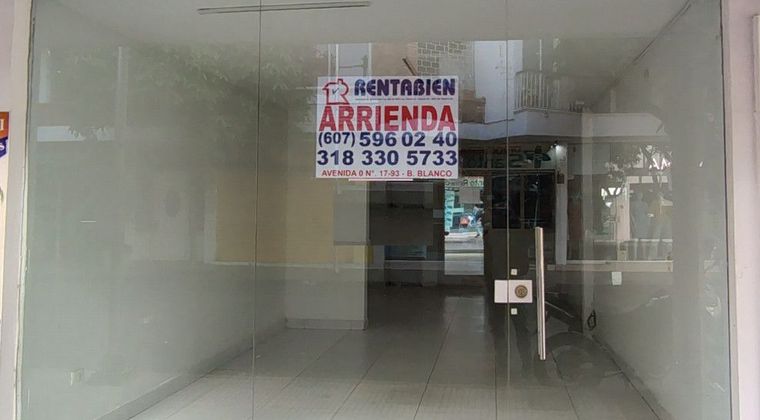 RENTABIEN
ARRIENDA
(607) 596 02 40
318 330 5733
AVENIDA 0 N°. 17-93 - B. BLANCO